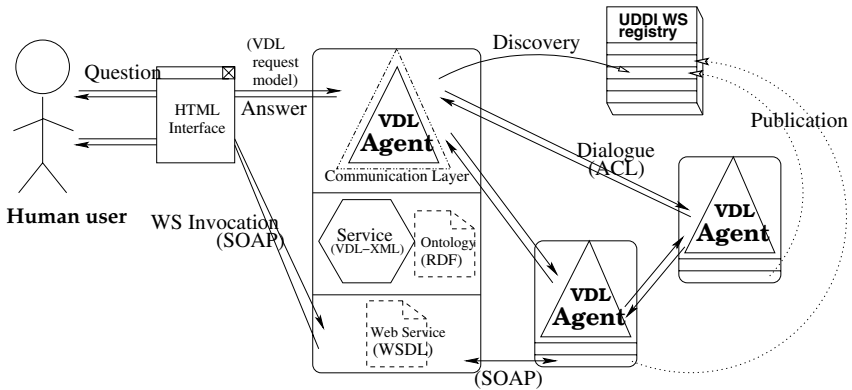 UDDI WS
registry
(VDL
request
model)
Discovery
Question
HTML
Interface
Answer
VDL
Agent
Communication Layer
Publication
Dialogue
(ACL)
Human user
WS Invocation
(SOAP)
Service
(VDL–XML)
Ontology
(RDF)
VDL
Agent
VDL
Agent
Web Service
(WSDL)
(SOAP)